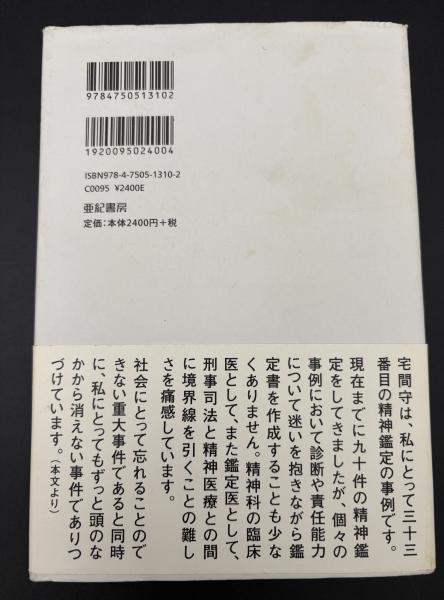 9784750513102
1920095024004
ISBN978-4-7505-1310-2
C0095 ¥2400E
亜紀書房
定価：本体2400円＋税
宅間守は、私にとって三十三
番目の精神鑑定の事例です。
現在までに九十件の精神鑑
定をしてきましたが、個々の
事例において診断や責任能力
について迷いを抱きながら鑑
定書を作成することも少な
くありません。精神科の臨床
医として、また鑑定医として、
刑事司法と精神医療との間
に境界線を引くことの難し
さを痛感しています。
社会にとって忘れることので
きない重大事件であると同時
に、私にとってもずっと頭のな
かから消えない事件でありつ
づけています。（本文より）